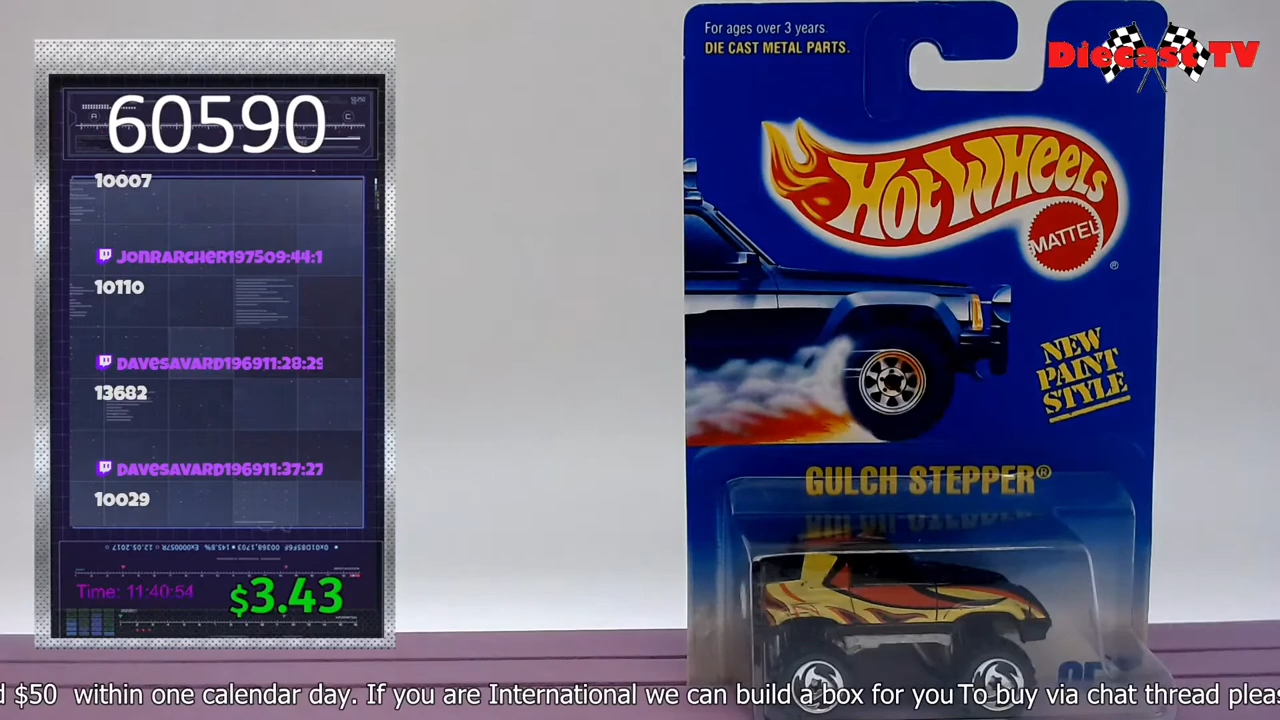 60590
10007
JonRarcher197509:44:1
10110
DaveSavard196911:28:29
13682
DaveSavard196911:37:27
10029
Time: 11:40:54
$3.43
For ages over 3 years.
DIE CAST METAL PARTS.
Diecast TV
HOT WHEELS
MATTEL
®
NEW
PAINT
STYLE
GULCH STEPPER®
d $50 within one calendar day. If you are International we can build a box for you To buy via chat thread pleas